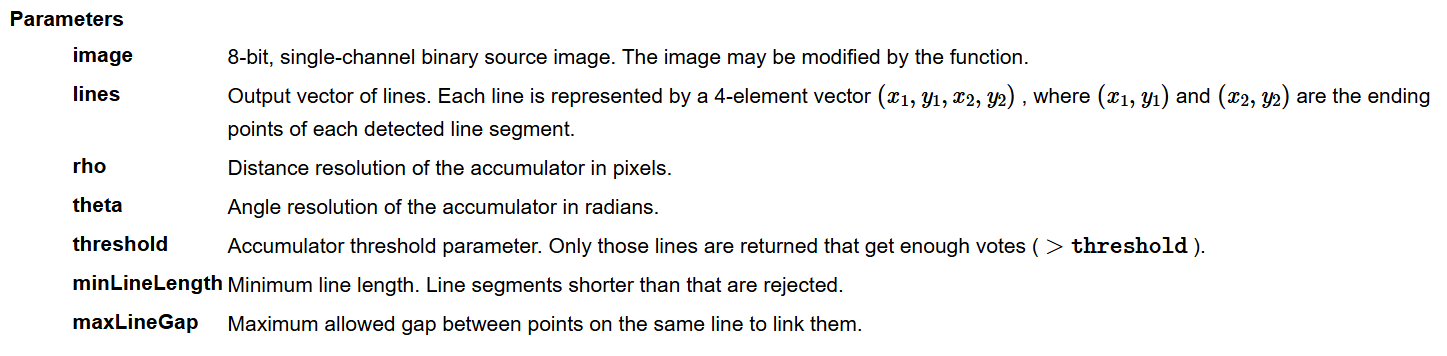 Parameters
image 8-bit, single-channel binary source image. The image may be modified by the function.
lines Output vector of lines. Each line is represented by a 4-element vector (x₁, y₁, x₂, y₂) , where (x₁, y₁) and (x₂, y₂) are the ending
points of each detected line segment.
rho Distance resolution of the accumulator in pixels.
theta Angle resolution of the accumulator in radians.
threshold Accumulator threshold parameter. Only those lines are returned that get enough votes ( > threshold ).
minLineLength Minimum line length. Line segments shorter than that are rejected.
maxLineGap Maximum allowed gap between points on the same line to link them.